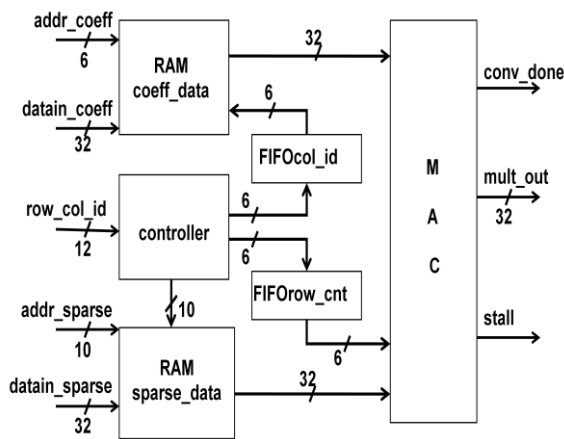 addr_coeff
6
datain_coeff
32
RAM
coeff_data
32
6
FIFOcol_id
row_col_id
12
controller
6
6
FIFOrow_cnt
6
10
addr_sparse
10
datain_sparse
32
RAM
sparse_data
32
M
A
C
conv_done
mult_out
32
stall